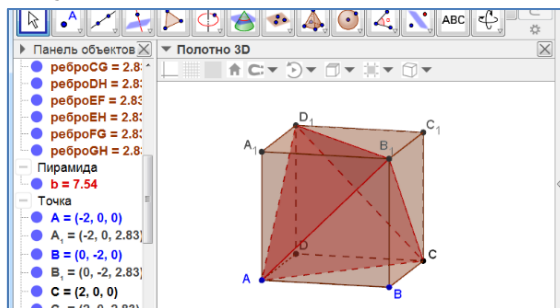 ABC
Панель объектов
Полотно 3D
реброCG = 2.83
реброDH = 2.83
реброEF = 2.83
реброEH = 2.83
реброFG = 2.83
реброGH = 2.83
Пирамида
b = 7.54
Точка
A = (-2, 0, 0)
A₁ = (-2, 0, 2.83)
B = (0, -2, 0)
B₁ = (0, -2, 2.83)
C = (2, 0, 0)
D₁
C₁
A₁
B₁
D
C
A
B